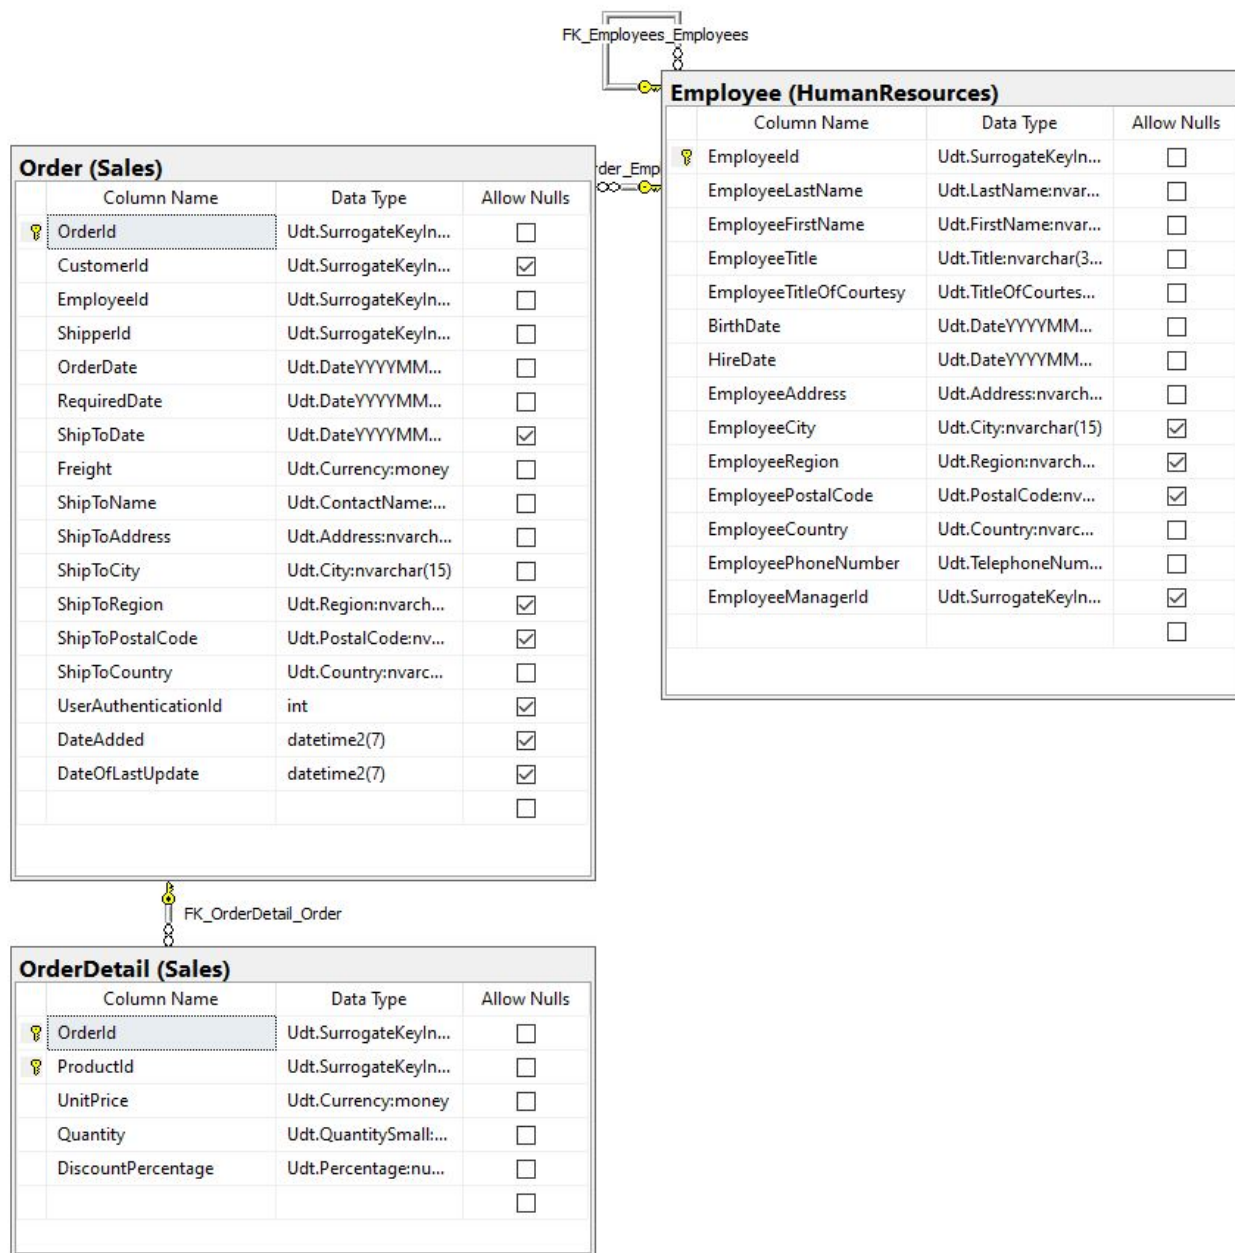 FK_Employees_Employees
Employee (HumanResources)
Column Name Data Type Allow Nulls
EmployeeId Udt.SurrogateKeyIn...
EmployeeLastName Udt.LastName:nvar...
EmployeeFirstName Udt.FirstName:nvar...
EmployeeTitle Udt.Title:nvarchar(3...
EmployeeTitleOfCourtesy Udt.TitleOfCourtes...
BirthDate Udt.DateYYYYMM...
HireDate Udt.DateYYYYMM...
EmployeeAddress Udt.Address:nvarch...
EmployeeCity Udt.City:nvarchar(15)
EmployeeRegion Udt.Region:nvarch...
EmployeePostalCode Udt.PostalCode:nv...
EmployeeCountry Udt.Country:nvarc...
EmployeePhoneNumber Udt.TelephoneNum...
EmployeeManagerId Udt.SurrogateKeyIn...
rder_Emp
Order (Sales)
Column Name Data Type Allow Nulls
OrderId Udt.SurrogateKeyIn...
CustomerId Udt.SurrogateKeyIn...
EmployeeId Udt.SurrogateKeyIn...
ShipperId Udt.SurrogateKeyIn...
OrderDate Udt.DateYYYYMM...
RequiredDate Udt.DateYYYYMM...
ShipToDate Udt.DateYYYYMM...
Freight Udt.Currency:money
ShipToName Udt.ContactName:...
ShipToAddress Udt.Address:nvarch...
ShipToCity Udt.City:nvarchar(15)
ShipToRegion Udt.Region:nvarch...
ShipToPostalCode Udt.PostalCode:nv...
ShipToCountry Udt.Country:nvarc...
UserAuthenticationId int
DateAdded datetime2(7)
DateOfLastUpdate datetime2(7)
FK_OrderDetail_Order
OrderDetail (Sales)
Column Name Data Type Allow Nulls
OrderId Udt.SurrogateKeyIn...
ProductId Udt.SurrogateKeyIn...
UnitPrice Udt.Currency:money
Quantity Udt.QuantitySmall:...
DiscountPercentage Udt.Percentage:nu...